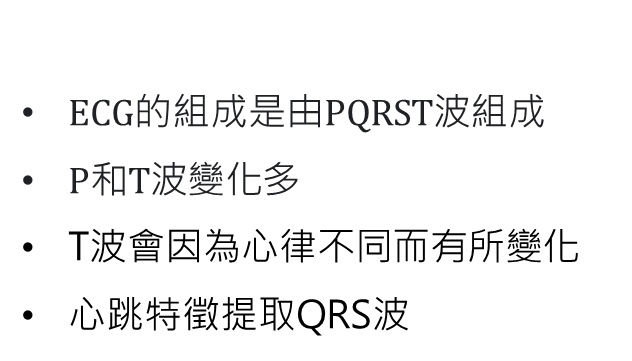 • ECG的組成是由PQRST波組成
• P和T波變化多
• T波會因為心律不同而有所變化
• 心跳特徵提取QRS波